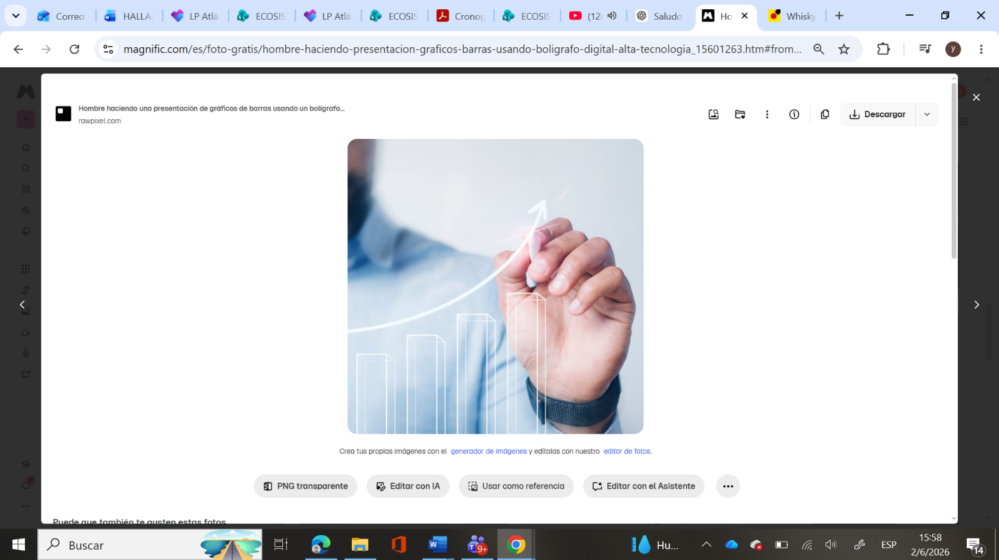 Correo:
HALLAZ
LP Atlá
ECOSIS
LP Atlá
ECOSIS
Cronog
ECOSIS
(128
Saludo
Ho
Whisky
magnific.com/es/foto-gratis/hombre-haciendo-presentacion-graficos-barras-usando-boligrafo-digital-alta-tecnologia_15601263.htm#from...
y
Hombre haciendo una presentación de gráficos de barras usando un bolígrafo...
rawpixel.com
Descargar
Crea tus propias imágenes con el generador de imágenes y edítalas con nuestro editor de fotos.
PNG transparente
Editar con IA
Usar como referencia
Editar con el Asistente
Puede que también te gusten estas fotos
Buscar
9+
Hu...
ESP
15:58
2/6/2026
14